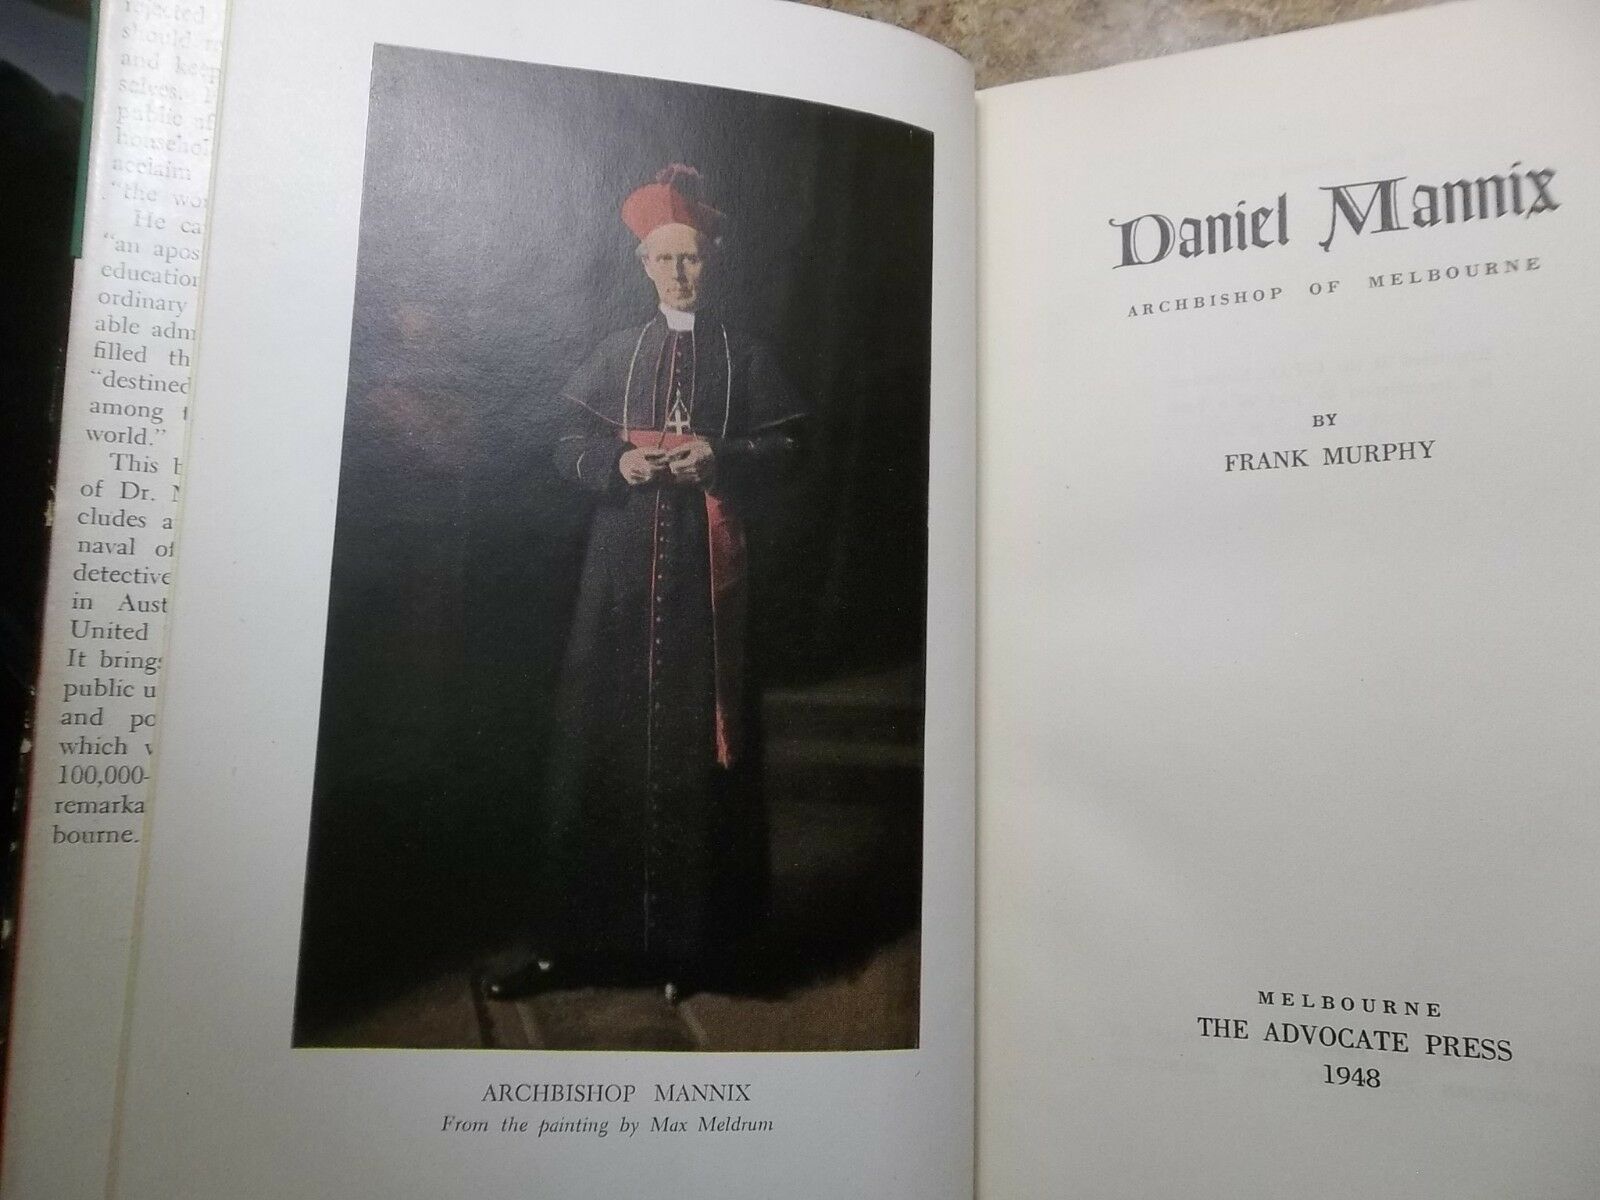 rejected
should
and keep
selves.
public
househol
acclaim
"the wo
He ca
"an apos
education
ordinary
able adm
filled th
"destined
among t
world."
This b
of Dr.
cludes a
naval of
detective
in Aust
United
It brings
public u
and po
which
100,000-
remarka
bourne.
ARCHBISHOP MANNIX
From the painting by Max Meldrum
Daniel Mannix
ARCHBISHOP OF MELBOURNE
BY
FRANK MURPHY
MELBOURNE
THE ADVOCATE PRESS
1948